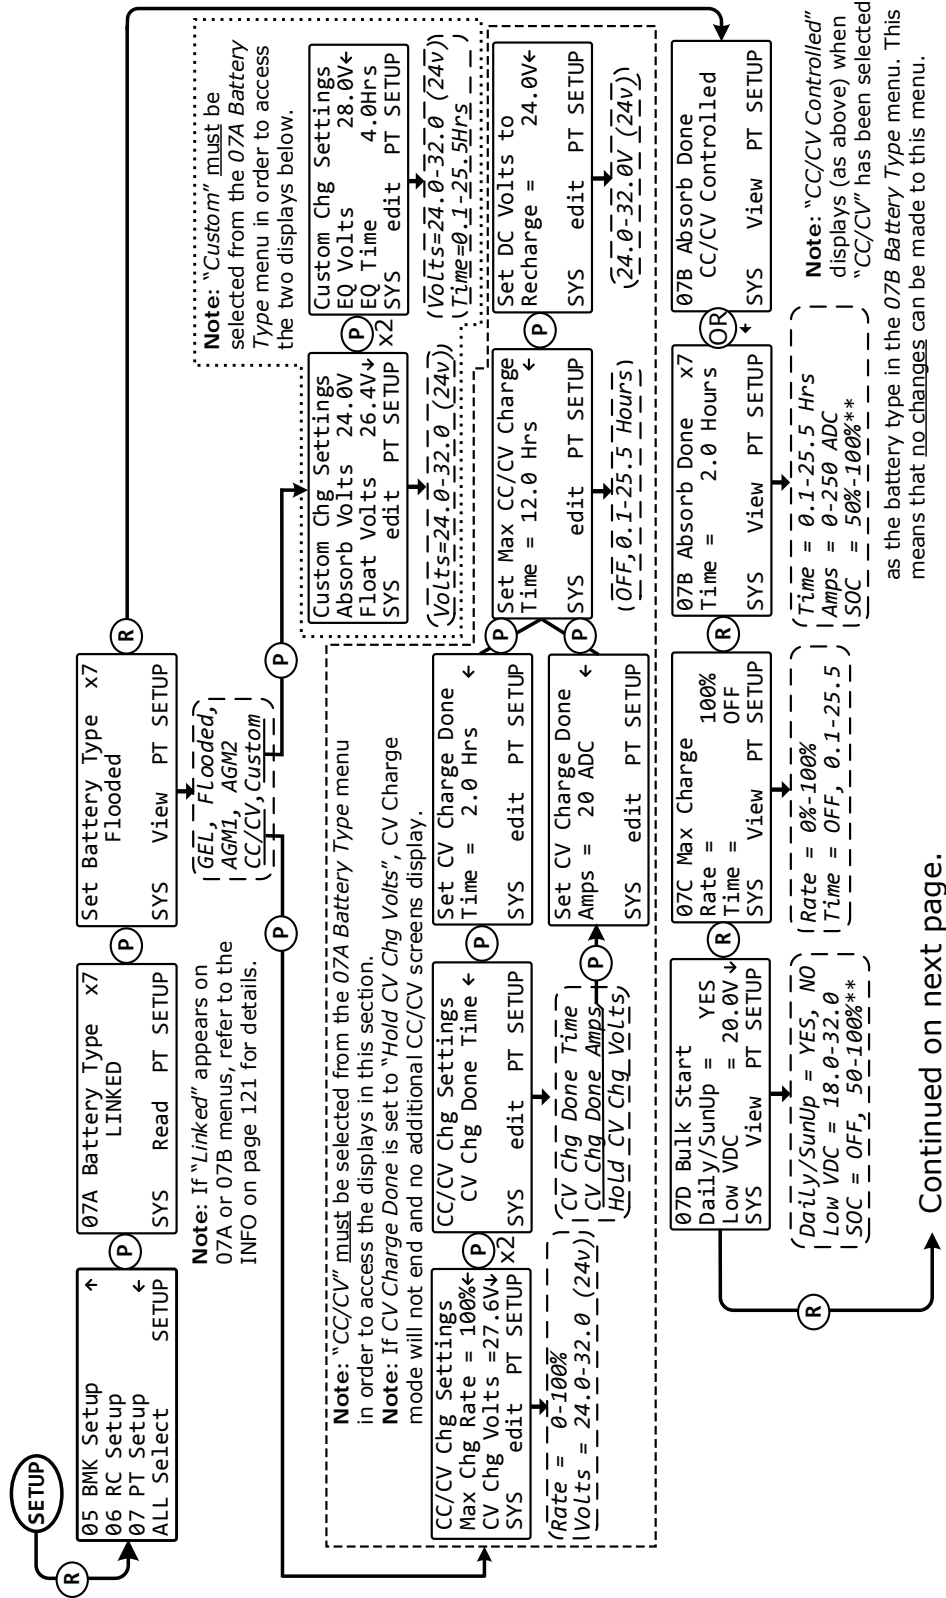 SETUP
R
05 BMK Setup
06 RC Setup ↑
07 PT Setup ←
ALL Select SETUP
P
07A Battery Type x7
LINKED
SYS Read PT SETUP
P
Set Battery Type x7
Flooded
SYS View PT SETUP
R
Note: If "Linked" appears on
07A or 07B menus, refer to the
INFO on page 121 for details.
GEL, Flooded,
AGM1, AGM2
CC/CV,Custom
P
P
Note: "Custom" must be
selected from the 07A Battery
Type menu in order to access
the two displays below.
Custom Chg Settings
Absorb Volts 24.0V
Float Volts 26.4V↓
SYS edit PT SETUP
Volts=24.0-32.0 (24v)
P
x2
Custom Chg Settings
EQ Volts 28.0V←
EQ Time 4.0Hrs
SYS edit PT SETUP
Volts=24.0-32.0 (24v)
Time=0.1-25.5Hrs
Note: "CC/CV" must be selected from the 07A Battery Type menu
in order to access the displays in this section.
Note: If CV Charge Done is set to "Hold CV Chg Volts", CV Charge
mode will not end and no additional CC/CV screens display.
CC/CV Chg Settings
Max Chg Rate = 100%←
CV Chg Volts =27.6V↓
SYS edit PT SETUP
Rate = 0-100%
Volts = 24.0-32.0 (24v)
P
x2
CC/CV Chg Settings
CV Chg Done Time ←
SYS edit PT SETUP
CV Chg Done Time
CV Chg Done Amps
Hold CV Chg Volts
P
Set CV Charge Done
Time = 2.0 Hrs ←
SYS edit PT SETUP
P
P
Set CV Charge Done
Amps = 20 ADC ←
SYS edit PT SETUP
P
Set Max CC/CV Charge
Time = 12.0 Hrs ←
SYS edit PT SETUP
(OFF,0.1-25.5 Hours)
P
Set DC Volts to
Recharge = 24.0V←
SYS edit PT SETUP
(24.0-32.0V (24v))
07D Bulk Start
Daily/SunUp = YES
Low VDC = 20.0V↓
SYS View PT SETUP
Daily/SunUp = YES, NO
Low VDC = 18.0-32.0
SOC = OFF, 50-100%**
R
07C Max Charge
Rate = 100%
Time = OFF
SYS View PT SETUP
Rate = 0%-100%
Time = OFF, 0.1-25.5
R
07B Absorb Done x7
Time = 2.0 Hours
SYS View PT SETUP
Time = 0.1-25.5 Hrs
Amps = 0-250 ADC
SOC = 50%-100%**
OR
←
07B Absorb Done
CC/CV Controlled
SYS View PT SETUP
Note: "CC/CV Controlled"
displays (as above) when
"CC/CV" has been selected
as the battery type in the 07B Battery Type menu. This
means that no changes can be made to this menu.
R
Continued on next page.